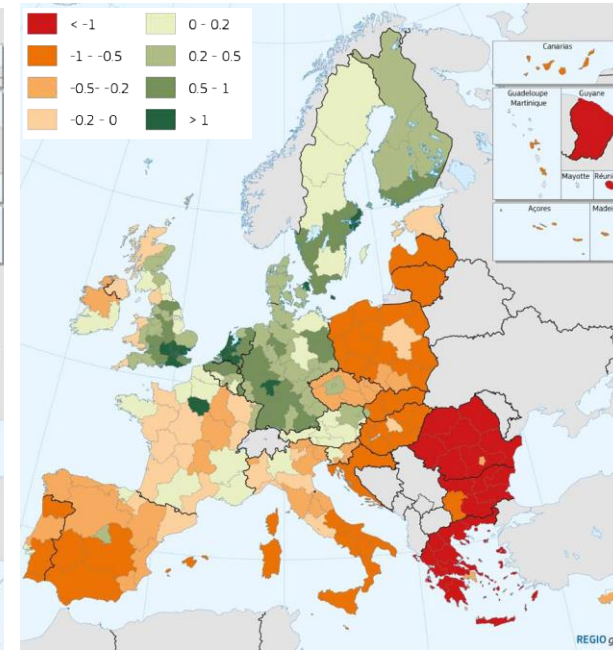 < -1
0 - 0.2
-1 - -0.5
0.2 - 0.5
-0.5- -0.2
0.5 - 1
-0.2 - 0
> 1
Canarias
Guadeloupe
Martinique
Guyane
Mayotte
Açores
REGIO